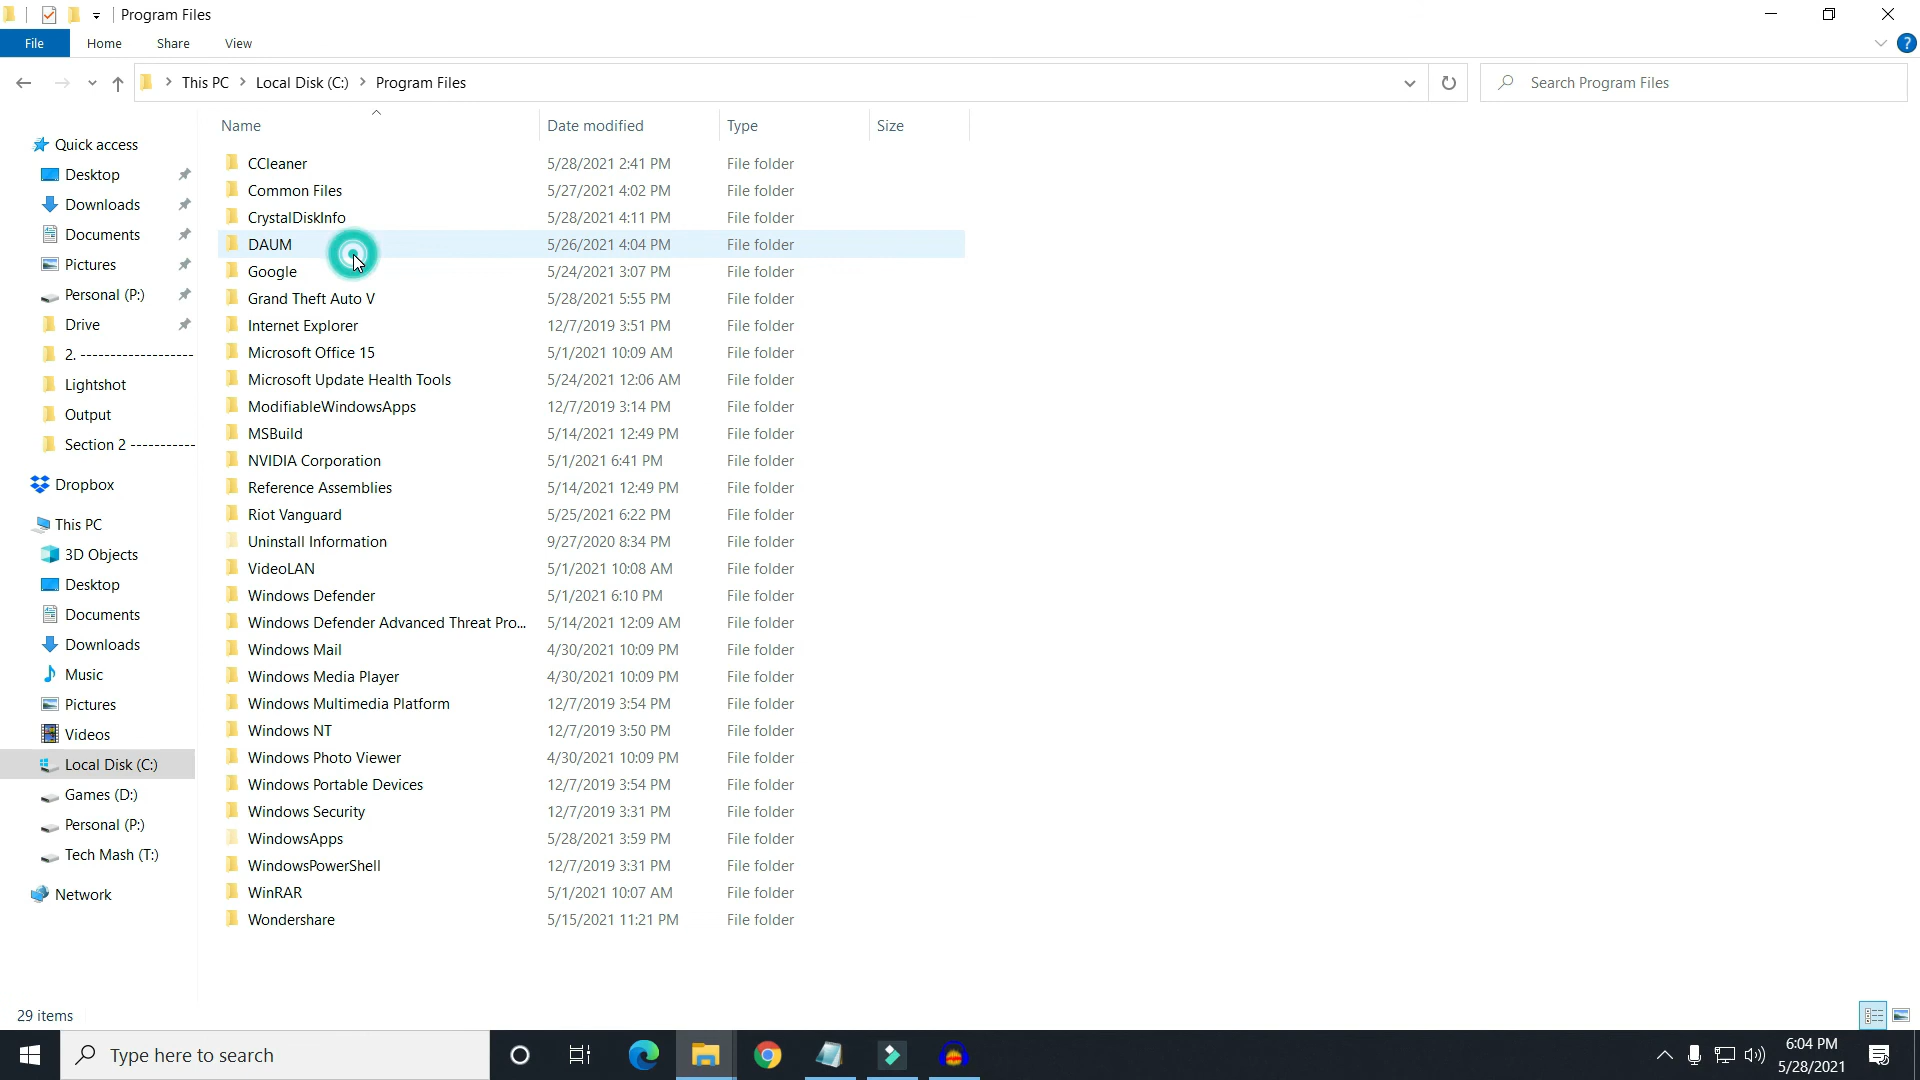 Program Files
File Home Share View
This PC Local Disk (C:) Program Files
Search Program Files
Name Date modified Type Size
Quick access
Desktop
Downloads
Documents
Pictures
Personal (P:)
Drive
2. -------------------
Lightshot
Output
Section 2 -----------
Dropbox
This PC
3D Objects
Desktop
Documents
Downloads
Music
Pictures
Videos
Local Disk (C:)
Games (D:)
Personal (P:)
Tech Mash (T:)
Network
CCleaner 5/28/2021 2:41 PM File folder
Common Files 5/27/2021 4:02 PM File folder
CrystalDiskInfo 5/28/2021 4:11 PM File folder
DAUM 5/26/2021 4:04 PM File folder
Google 5/24/2021 3:07 PM File folder
Grand Theft Auto V 5/28/2021 5:55 PM File folder
Internet Explorer 12/7/2019 3:51 PM File folder
Microsoft Office 15 5/1/2021 10:09 AM File folder
Microsoft Update Health Tools 5/24/2021 12:06 AM File folder
ModifiableWindowsApps 12/7/2019 3:14 PM File folder
MSBuild 5/14/2021 12:49 PM File folder
NVIDIA Corporation 5/1/2021 6:41 PM File folder
Reference Assemblies 5/14/2021 12:49 PM File folder
Riot Vanguard 5/25/2021 6:22 PM File folder
Uninstall Information 9/27/2020 8:34 PM File folder
VideoLAN 5/1/2021 10:08 AM File folder
Windows Defender 5/1/2021 6:10 PM File folder
Windows Defender Advanced Threat Pro... 5/14/2021 12:09 AM File folder
Windows Mail 4/30/2021 10:09 PM File folder
Windows Media Player 4/30/2021 10:09 PM File folder
Windows Multimedia Platform 12/7/2019 3:54 PM File folder
Windows NT 12/7/2019 3:50 PM File folder
Windows Photo Viewer 4/30/2021 10:09 PM File folder
Windows Portable Devices 12/7/2019 3:54 PM File folder
Windows Security 12/7/2019 3:31 PM File folder
WindowsApps 5/28/2021 3:59 PM File folder
WindowsPowerShell 12/7/2019 3:31 PM File folder
WinRAR 5/1/2021 10:07 AM File folder
Wondershare 5/15/2021 11:21 PM File folder
29 items
Type here to search
6:04 PM
5/28/2021